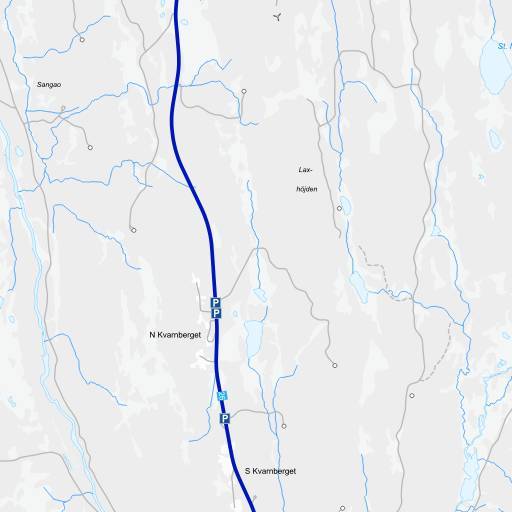 Sangao
Lax-
höjden
P
P
N Kvarnberget
P
S Kvarnberget